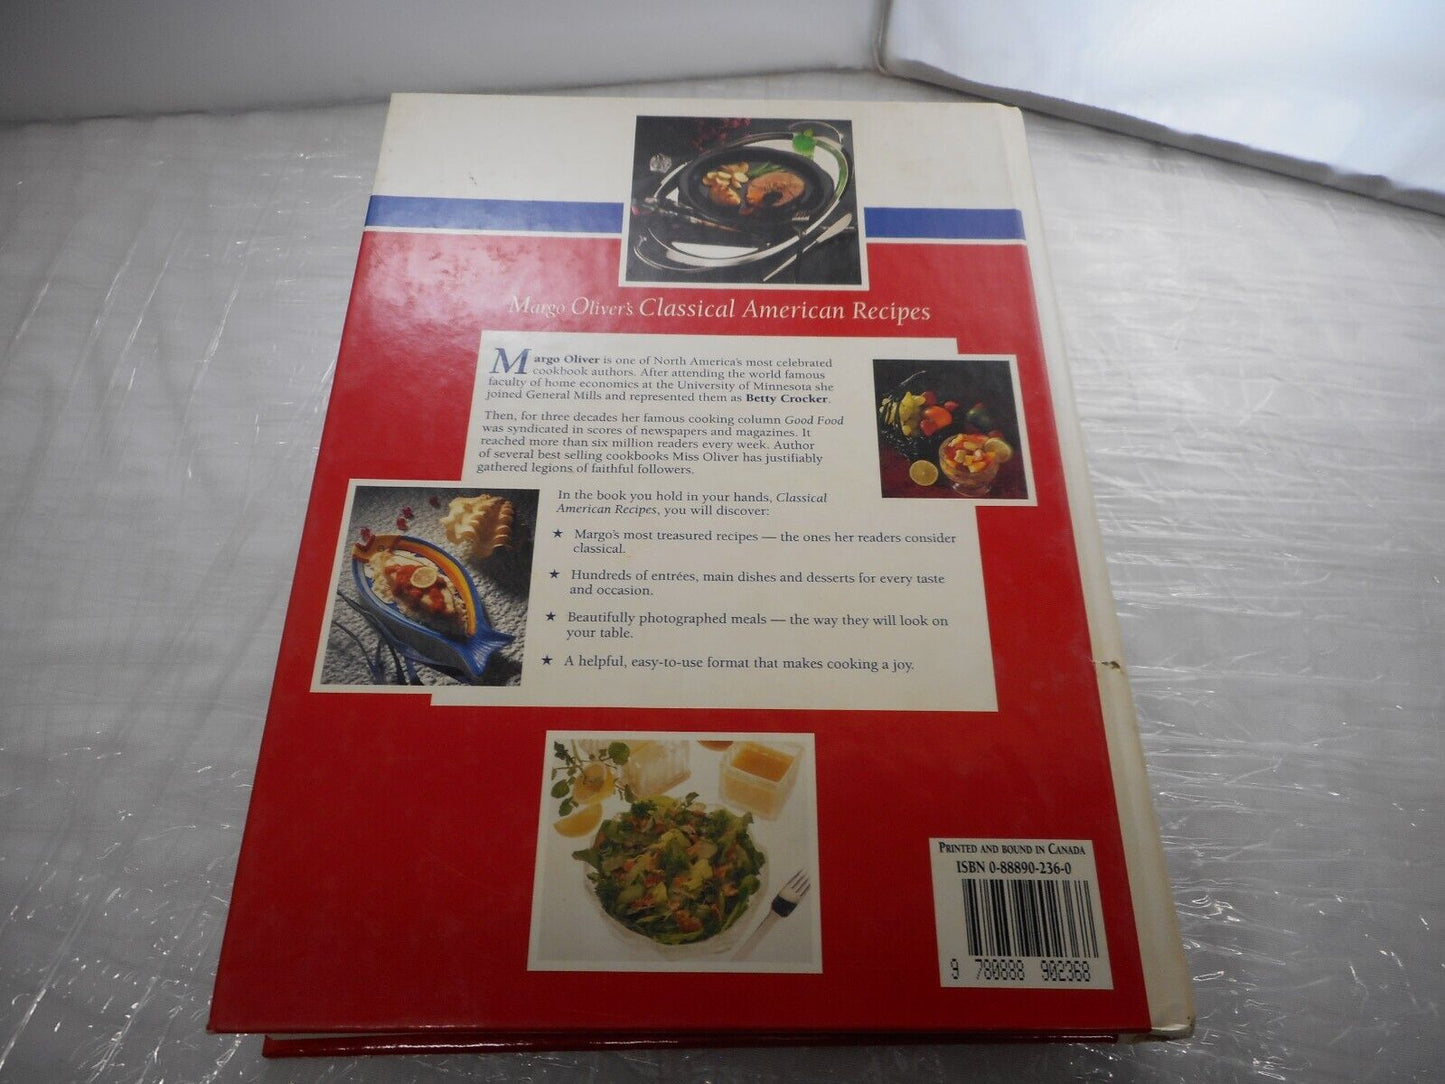 Margo Oliver's Classical American Recipes
Margo Oliver is one of North America's most celebrated
cookbook authors. After attending the world famous
faculty of home economics at the University of Minnesota she
joined General Mills and represented them as Betty Crocker.
Then, for three decades her famous cooking column Good Food
was syndicated in scores of newspapers and magazines. It
reached more than six million readers every week. Author
of several best selling cookbooks Miss Oliver has justifiably
gathered legions of faithful followers.
In the book you hold in your hands, Classical
American Recipes, you will discover:
★ Margo's most treasured recipes — the ones her readers consider
classical.
★ Hundreds of entrées, main dishes and desserts for every taste
and occasion.
★ Beautifully photographed meals — the way they will look on
your table.
★ A helpful, easy-to-use format that makes cooking a joy.
PRINTED AND BOUND IN CANADA
ISBN 0-88890-236-0
9 780888 902368